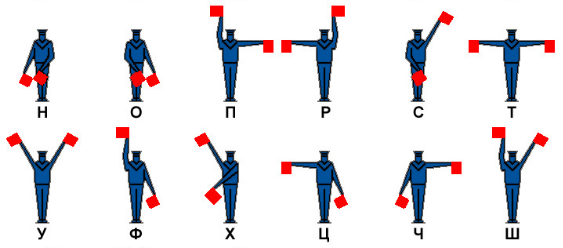 Н О П Р С Т
У Ф Х Ц Ч Ш